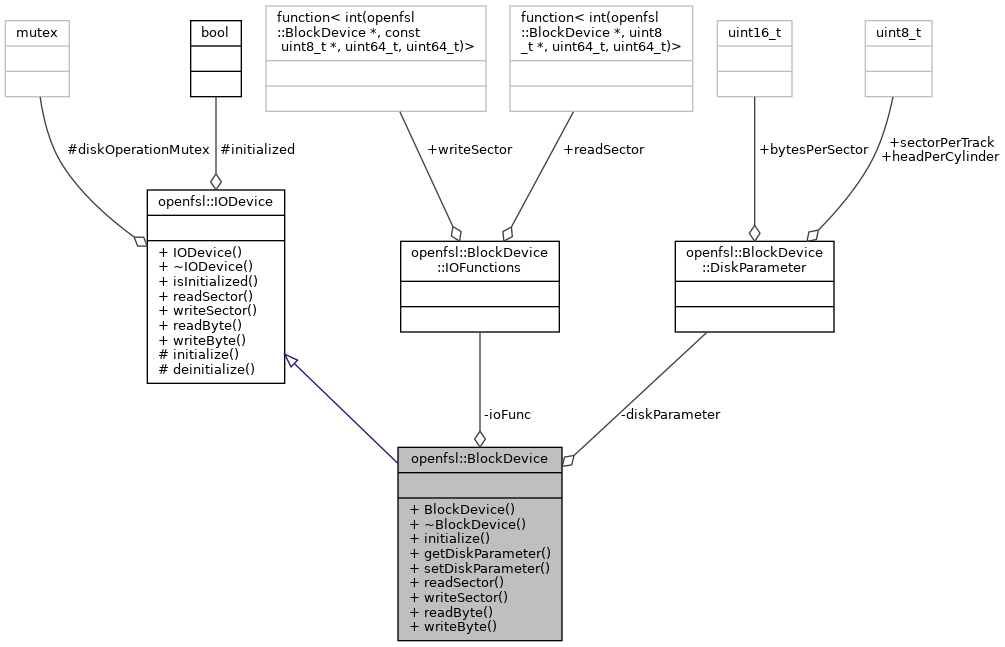 mutex
bool
function< int(openfsl
::BlockDevice *, const
uint8_t *, uint64_t, uint64_t)>
function< int(openfsl
::BlockDevice *, uint8
_t *, uint64_t, uint64_t)>
uint16_t
uint8_t
#diskOperationMutex
#initialized
+writeSector
+readSector
+bytesPerSector
+sectorPerTrack
+headPerCylinder
openfsl::IODevice
+ IODevice()
+ ~IODevice()
+ isInitialized()
+ readSector()
+ writeSector()
+ readByte()
+ writeByte()
# initialize()
# deinitialize()
openfsl::BlockDevice
::IOFunctions
openfsl::BlockDevice
::DiskParameter
-ioFunc
-diskParameter
openfsl::BlockDevice
+ BlockDevice()
+ ~BlockDevice()
+ initialize()
+ getDiskParameter()
+ setDiskParameter()
+ readSector()
+ writeSector()
+ readByte()
+ writeByte()